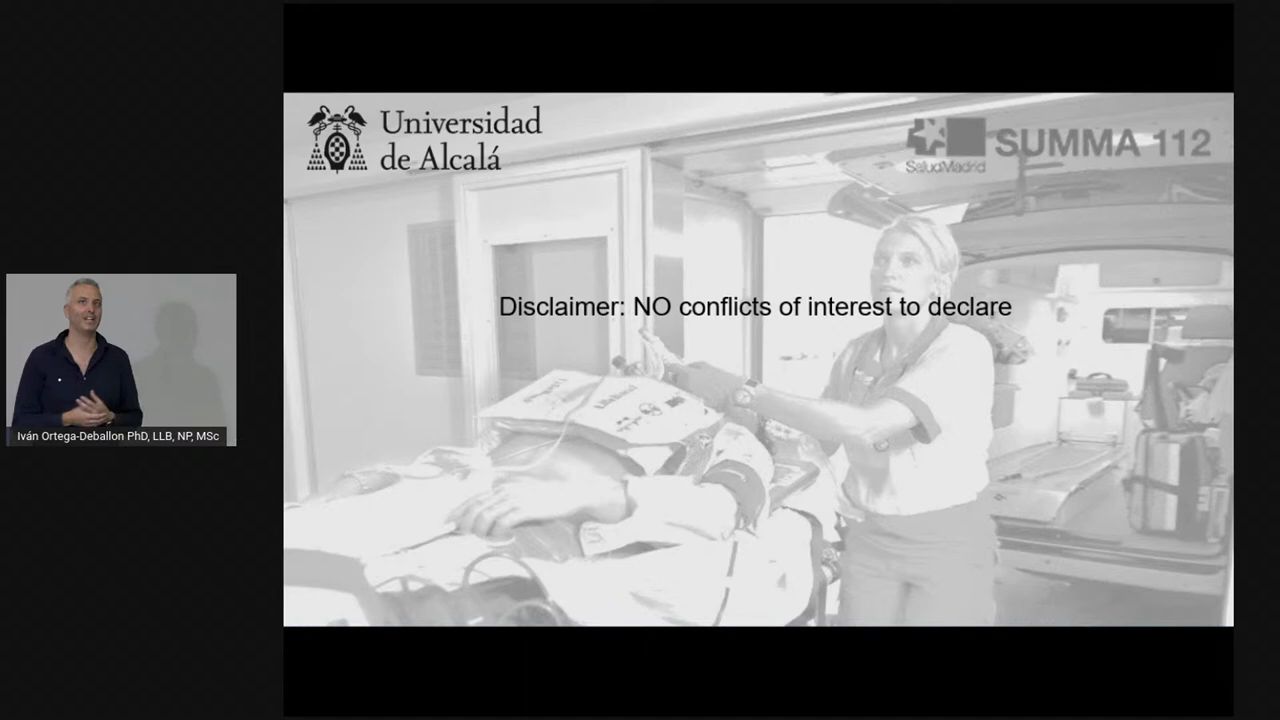 Universidad
de Alcalá
SaludMadrid
SUMMA 112
Disclaimer: NO conflicts of interest to declare
Iván Ortega-Deballon PhD, LLB, NP, MSc